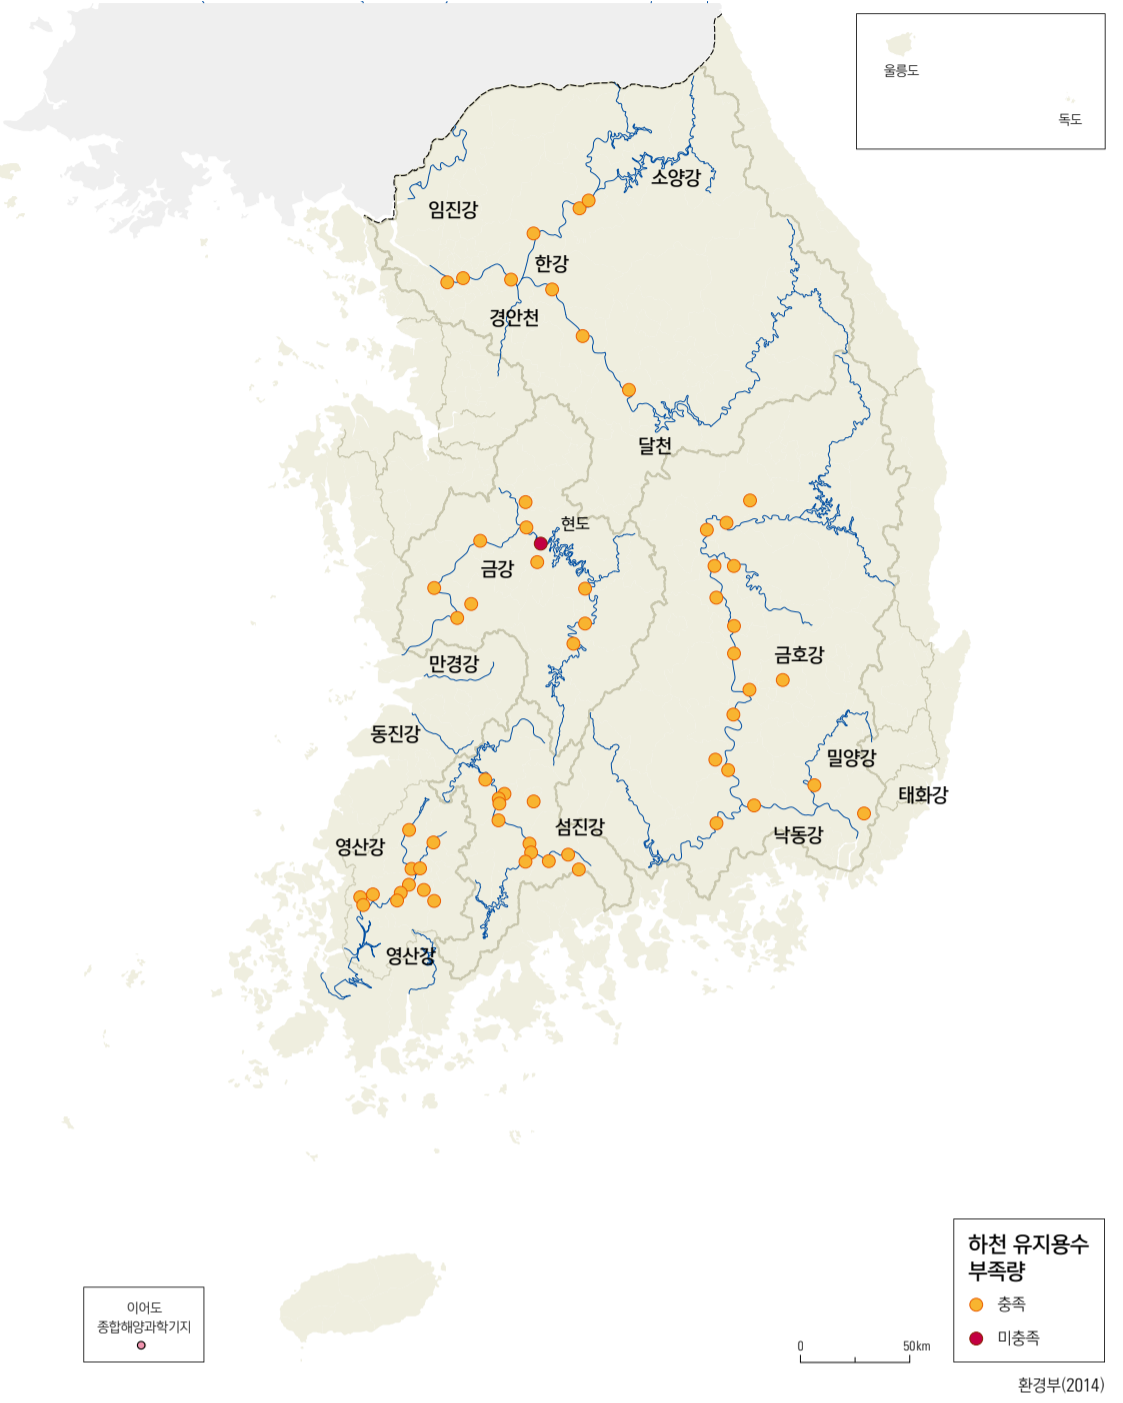 울릉도
독도
소양강
임진강
한강
경안천
달천
현도
금강
금호강
만경강
동진강
밀양강
태화강
섬진강
낙동강
영산강
영산강
하천 유지용수
부족량
충족
미충족
이어도
종합해양과학기지
0 50km
환경부(2014)